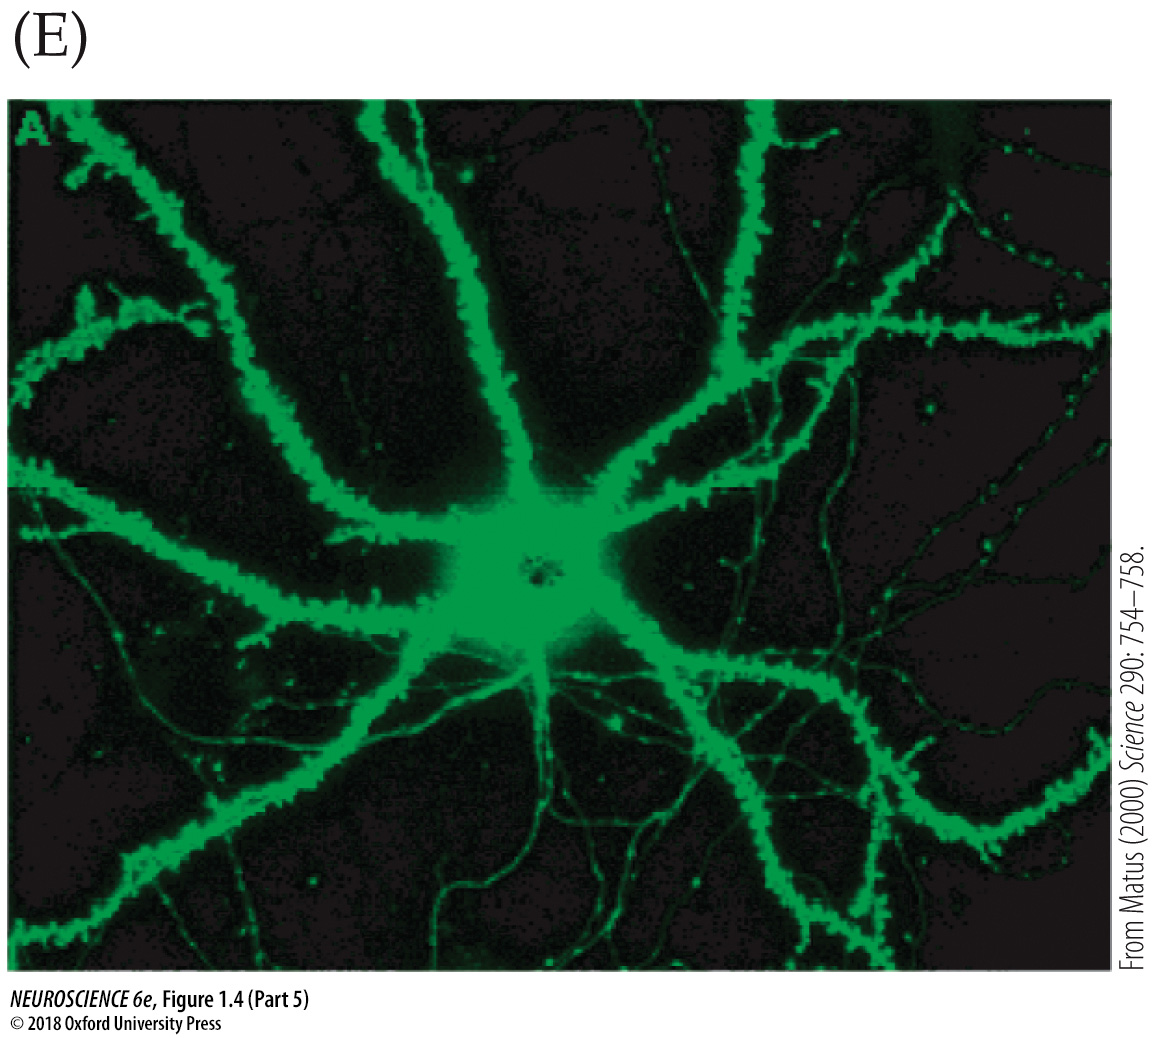 (E)
A
From Matus (2000) Science 290: 754–758.
NEUROSCIENCE 6e, Figure 1.4 (Part 5)
© 2018 Oxford University Press